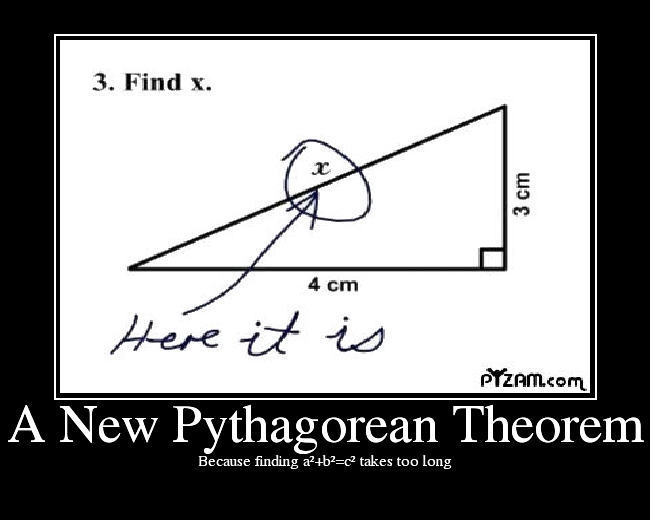 3. Find x.
x
3 cm
4 cm
Here it is
PYZAM.com
A New Pythagorean Theorem
Because finding a²+b²=c² takes too long